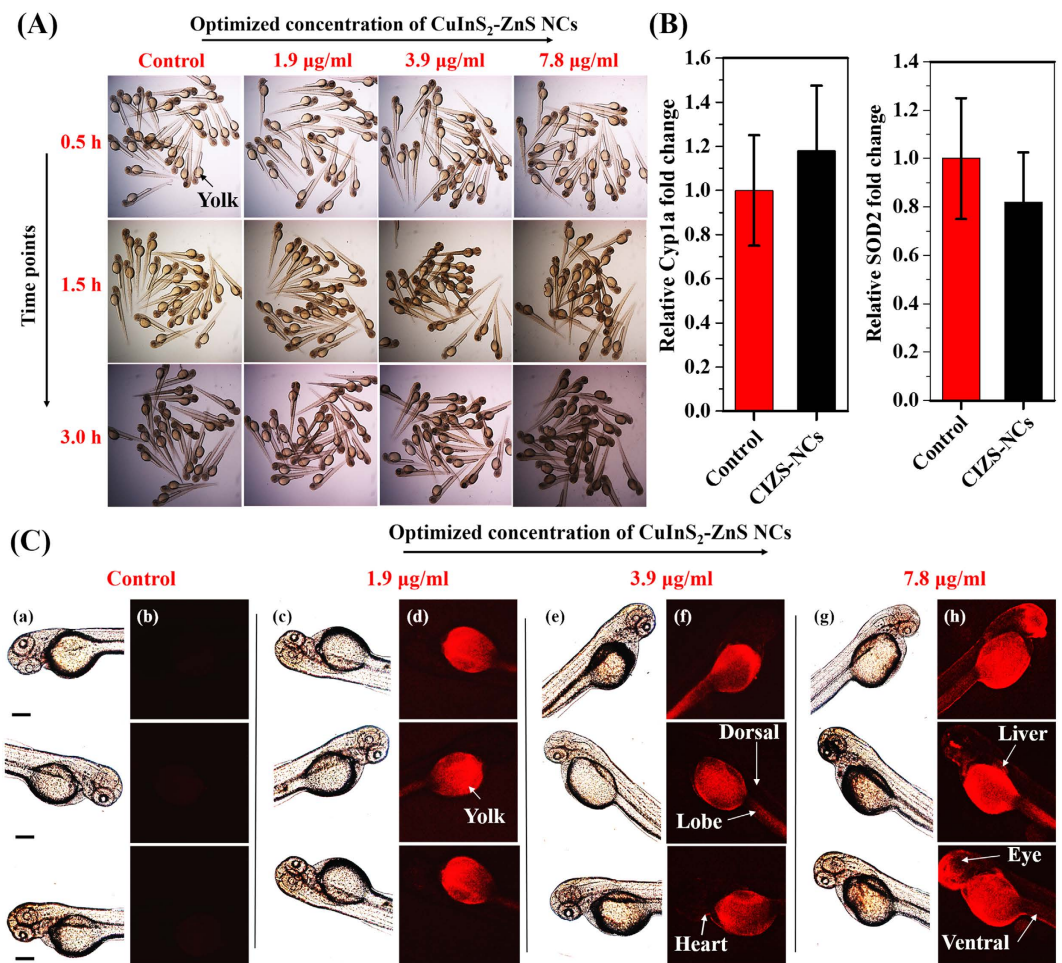 (A)
Optimized concentration of CuInS₂-ZnS NCs
Control
1.9 µg/ml
3.9 µg/ml
7.8 µg/ml
Time points
0.5 h
1.5 h
3.0 h
Yolk
(B)
Relative Cyp1a fold change
1.6
1.4
1.2
1.0
0.8
0.6
0.4
0.2
0.0
Control
CIZS-NCs
Relative SOD2 fold change
1.4
1.2
1.0
0.8
0.6
0.4
0.2
0.0
Control
CIZS-NCs
(C)
Optimized concentration of CuInS₂-ZnS NCs
Control
1.9 µg/ml
3.9 µg/ml
7.8 µg/ml
(a)
(b)
(c)
(d)
(e)
(f)
(g)
(h)
Yolk
Dorsal
Lobe
Heart
Liver
Eye
Ventral